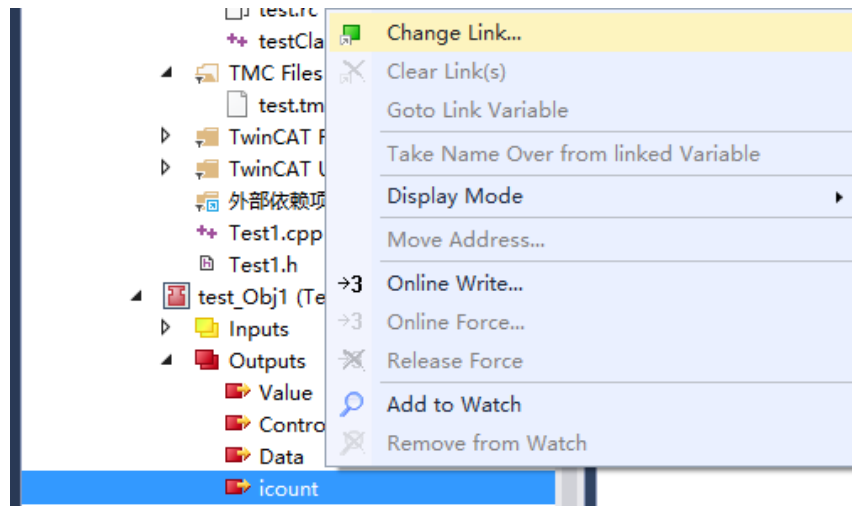 test.rc
testCla
TMC Files
test.tm
TwinCAT F
TwinCAT U
外部依赖项
Test1.cpp
Test1.h
test_Obj1 (Te
Inputs
Outputs
Value
Contro
Data
icount
Change Link...
Clear Link(s)
Goto Link Variable
Take Name Over from linked Variable
Display Mode
Move Address...
→3 Online Write...
→3 Online Force...
Release Force
Add to Watch
Remove from Watch